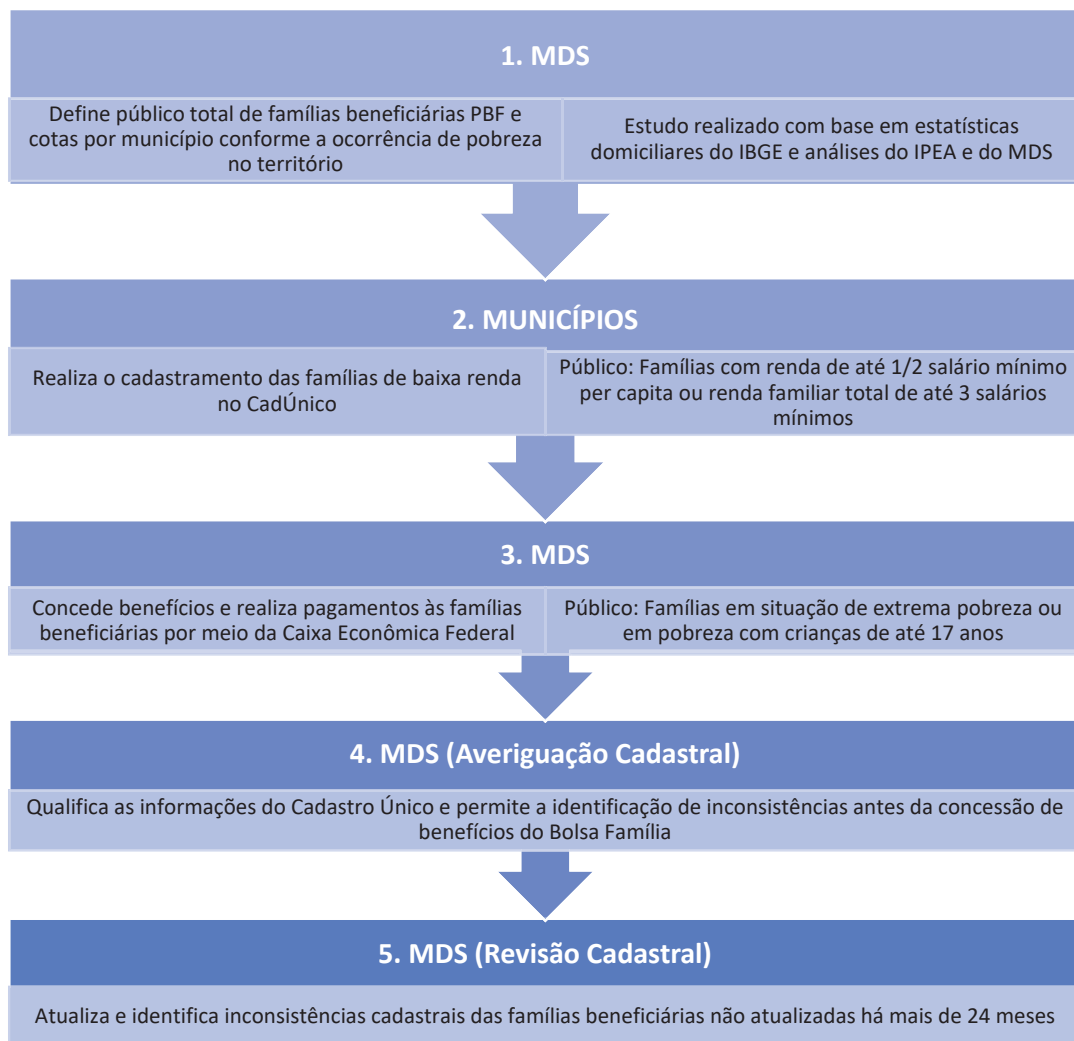 1. MDS
Define público total de famílias beneficiárias PBF e
cotas por município conforme a ocorrência de pobreza
no território
Estudo realizado com base em estatísticas
domiciliares do IBGE e análises do IPEA e do MDS
2. MUNICÍPIOS
Realiza o cadastramento das famílias de baixa renda
no CadÚnico
Público: Famílias com renda de até 1/2 salário mínimo
per capita ou renda familiar total de até 3 salários
mínimos
3. MDS
Concede benefícios e realiza pagamentos às famílias
beneficiárias por meio da Caixa Econômica Federal
Público: Famílias em situação de extrema pobreza ou
em pobreza com crianças de até 17 anos
4. MDS (Averiguação Cadastral)
Qualifica as informações do Cadastro Único e permite a identificação de inconsistências antes da concessão de
benefícios do Bolsa Família
5. MDS (Revisão Cadastral)
Atualiza e identifica inconsistências cadastrais das famílias beneficiárias não atualizadas há mais de 24 meses